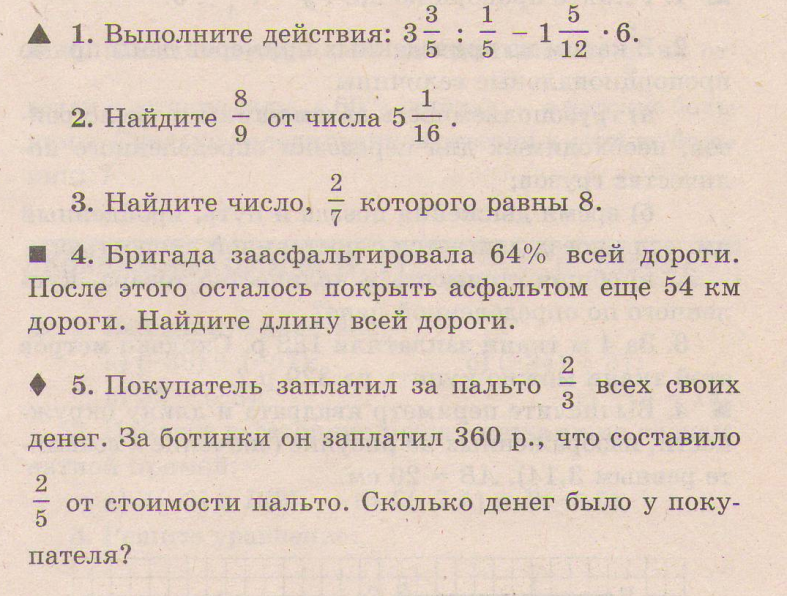 ▲ 1. Выполните действия: 3 3/5 : 1/5 – 1 5/12 · 6.
2. Найдите 8/9 от числа 5 1/16.
3. Найдите число, 2/7 которого равны 8.
■ 4. Бригада заасфальтировала 64% всей дороги.
После этого осталось покрыть асфальтом еще 54 км
дороги. Найдите длину всей дороги.
♦ 5. Покупатель заплатил за пальто 2/3 всех своих
денег. За ботинки он заплатил 360 р., что составило
2/5 от стоимости пальто. Сколько денег было у поку-
пателя?